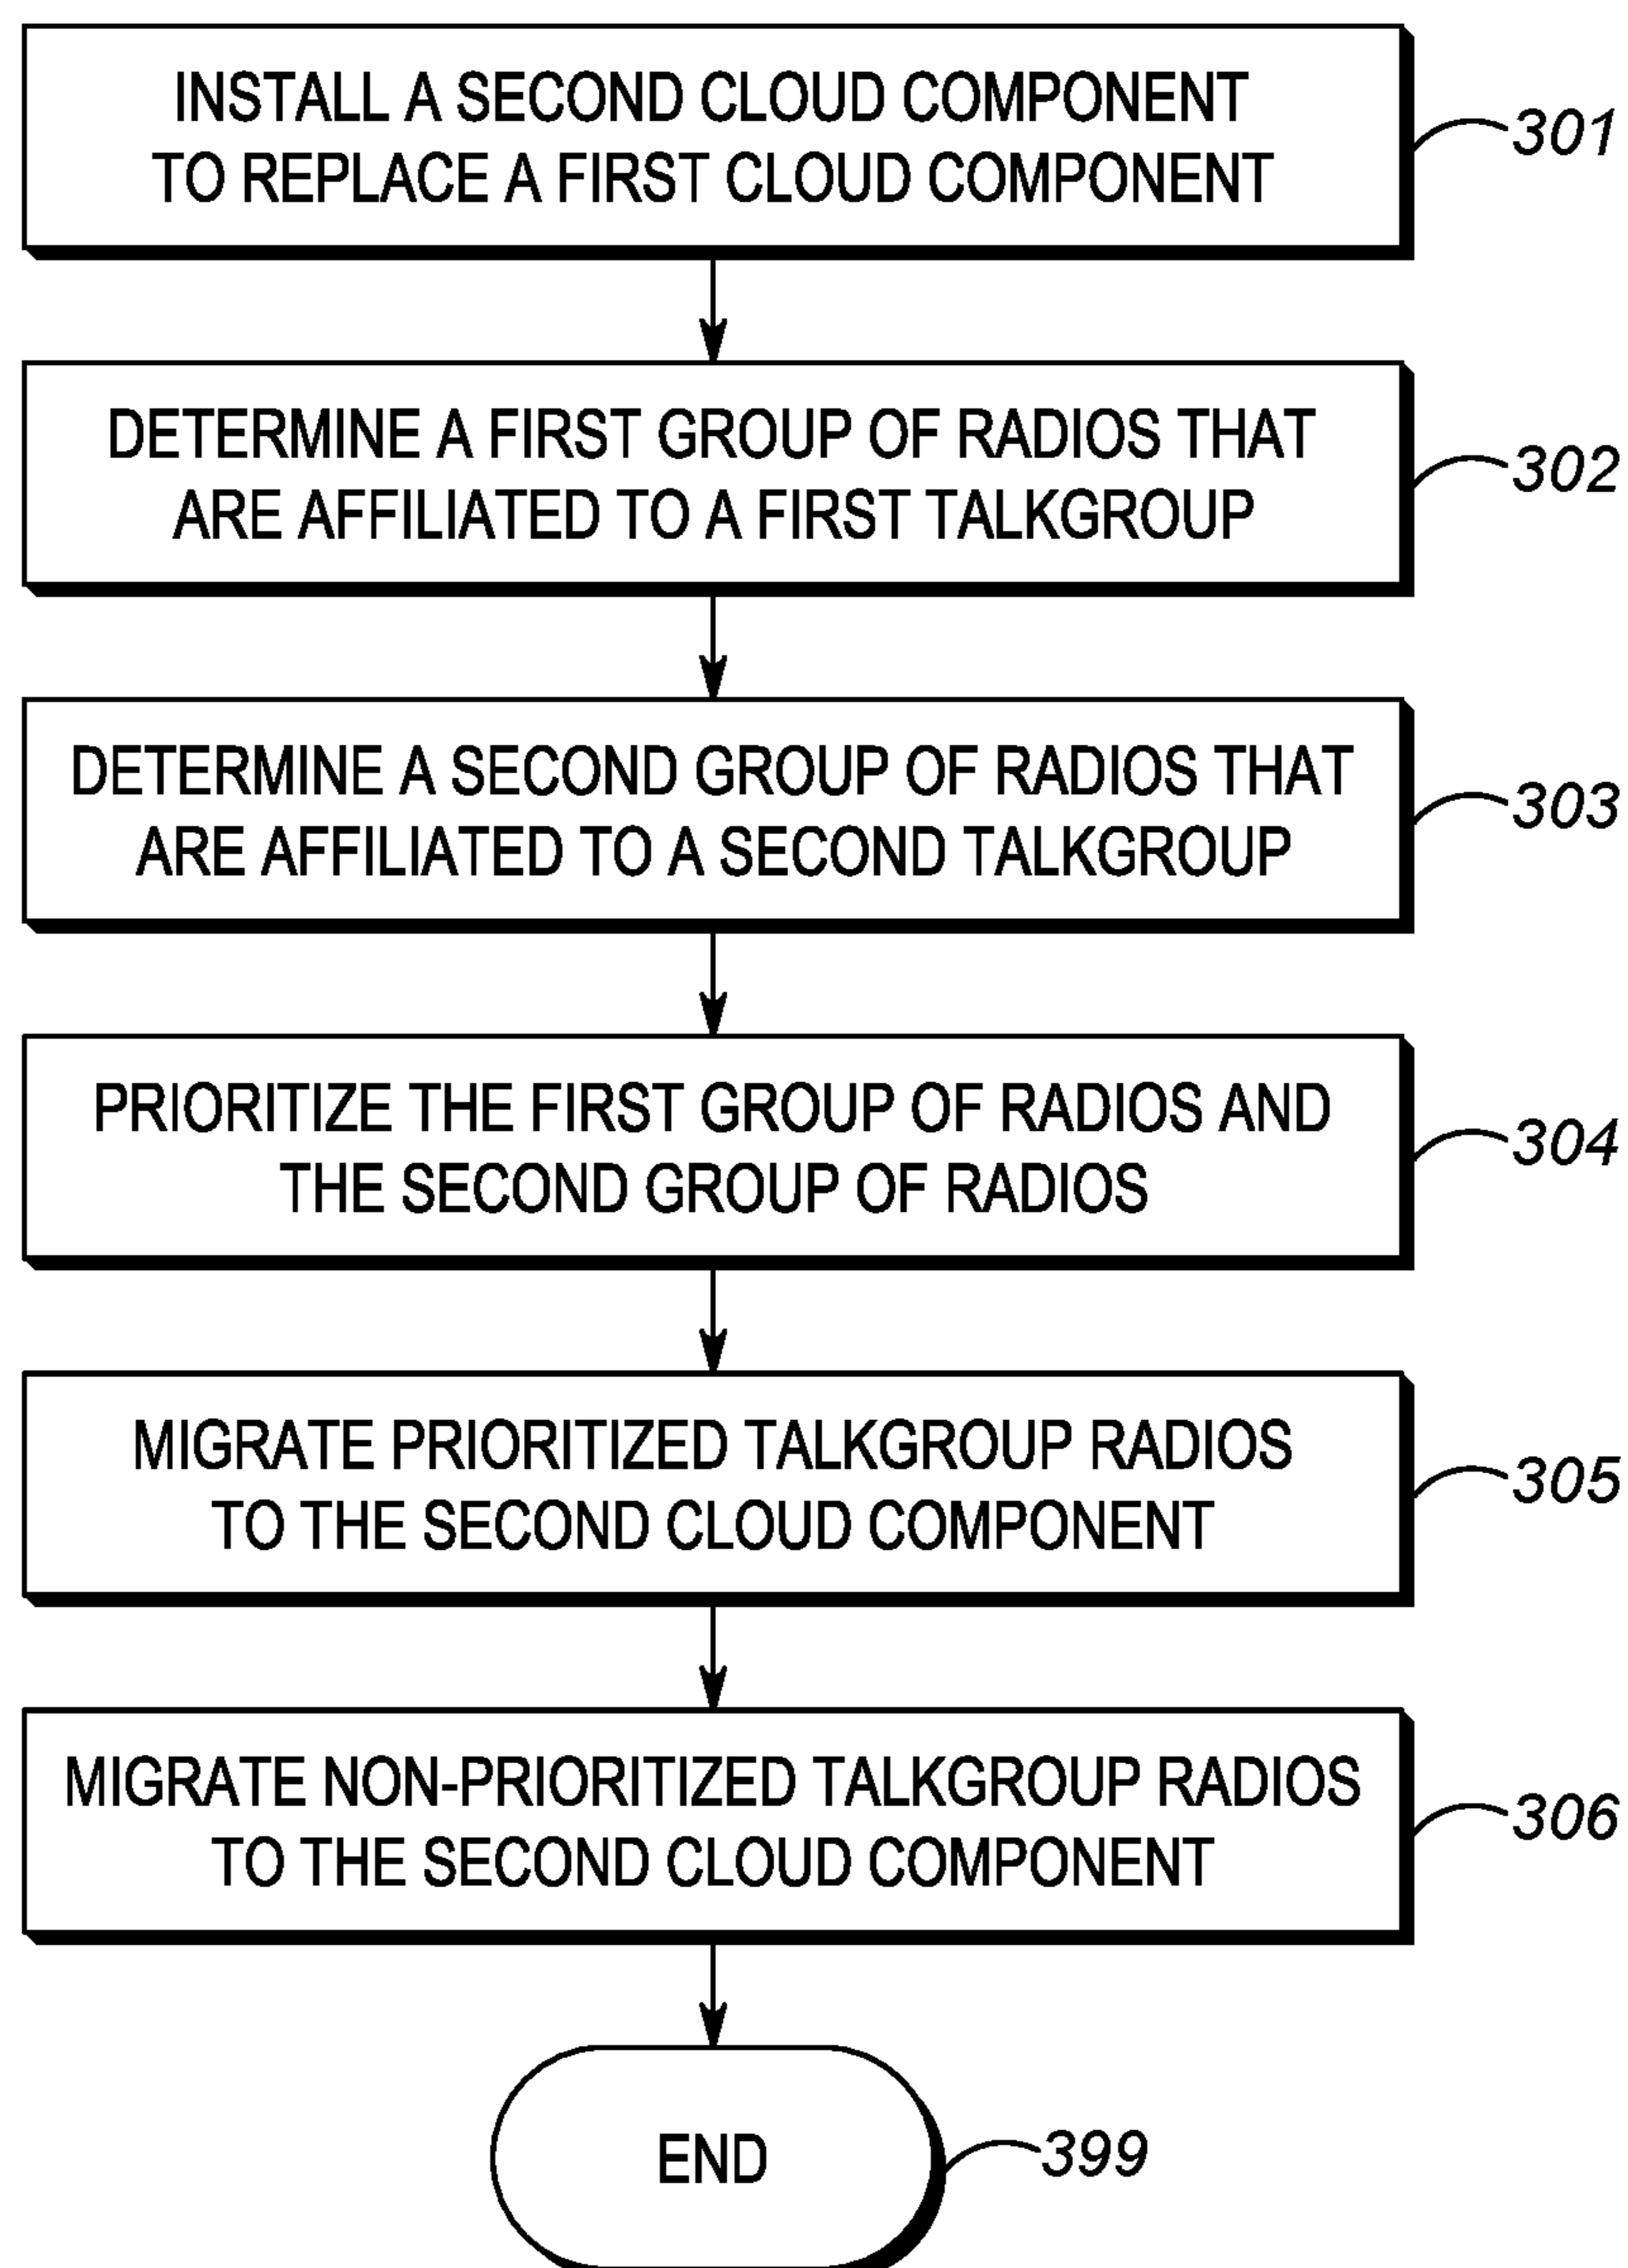 INSTALL A SECOND CLOUD COMPONENT
TO REPLACE A FIRST CLOUD COMPONENT
301
DETERMINE A FIRST GROUP OF RADIOS THAT
ARE AFFILIATED TO A FIRST TALKGROUP
302
DETERMINE A SECOND GROUP OF RADIOS THAT
ARE AFFILIATED TO A SECOND TALKGROUP
303
PRIORITIZE THE FIRST GROUP OF RADIOS AND
THE SECOND GROUP OF RADIOS
304
MIGRATE PRIORITIZED TALKGROUP RADIOS
TO THE SECOND CLOUD COMPONENT
305
MIGRATE NON-PRIORITIZED TALKGROUP RADIOS
TO THE SECOND CLOUD COMPONENT
306
END
399